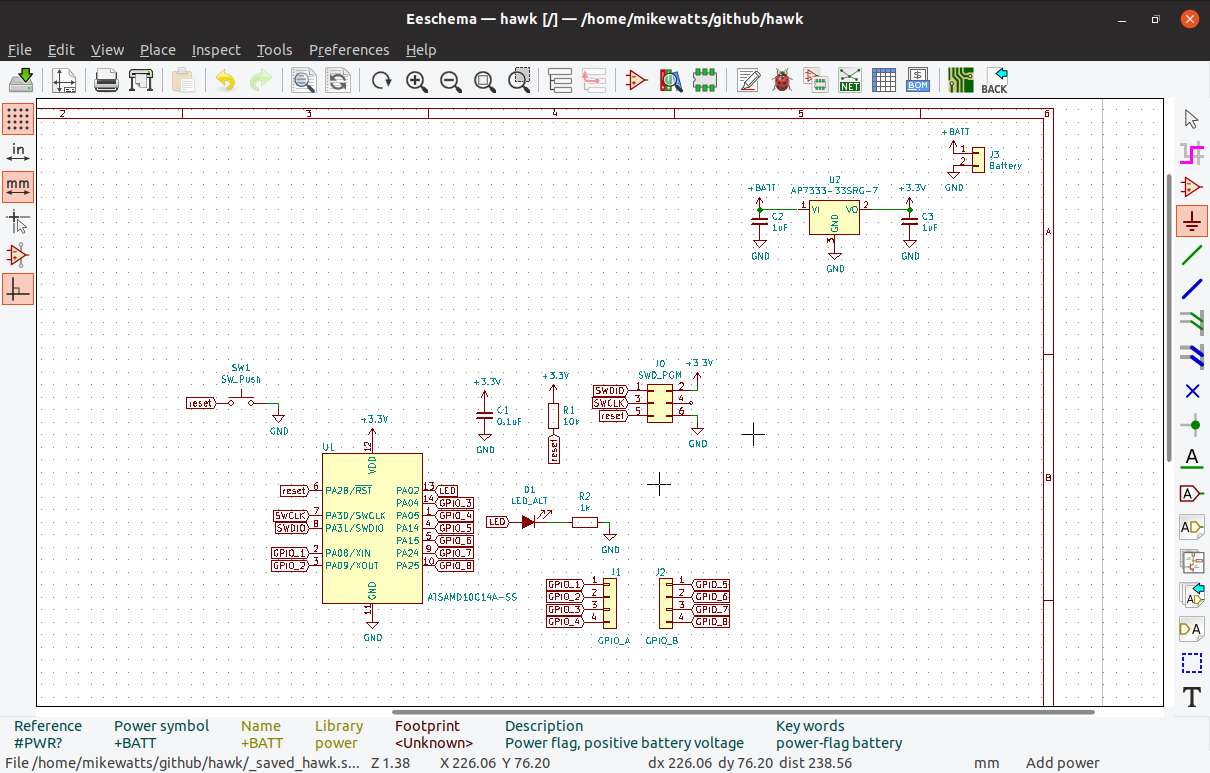 Eeschema — hawk [/] — /home/mikewatts/github/hawk
File Edit View Place Inspect Tools Preferences Help
NET
BOM
BACK
in
mm
2 3 4 5 6
A
B
+BATT
1
2
J3
Battery
GND
+BATT
U2
AP7333-33SRG-7
+3.3V
1 VI VO 2
GND
3
C2
1uF
C3
1uF
GND
GND
GND
SW1
SW_Push
reset
GND
+3.3V
C1
0.1uF
GND
+3.3V
R1
10k
reset
J0
SWD_PGM
+3.3V
SWDIO 1 2
SWCLK 3 4
reset 5 6
GND
+3.3V
U1
12
VDD
reset 6 PA28/RST PA02 13 LED
PA04 14 GPIO_3
SWCLK 7 PA30/SWCLK PA05 1 GPIO_4
SWDIO 8 PA31/SWDIO PA14 4 GPIO_5
PA15 5 GPIO_6
GPIO_1 2 PA08/XIN PA24 9 GPIO_7
GPIO_2 3 PA09/XOUT PA25 10 GPIO_8
GND
11
ATSAMD10C14A-SS
GND
D1
LED_ALT
R2
1k
LED
GND
J1
GPIO_1 1
GPIO_2 2
GPIO_3 3
GPIO_4 4
GPIO_A
J2
1 GPIO_5
2 GPIO_6
3 GPIO_7
4 GPIO_8
GPIO_B
A
A
AD
AD
DA
T
Reference Power symbol Name Library Footprint Description Key words
#PWR? +BATT +BATT power <Unknown> Power flag, positive battery voltage power-flag battery
File /home/mikewatts/github/hawk/_saved_hawk.s... Z 1.38 X 226.06 Y 76.20 dx 226.06 dy 76.20 dist 238.56 mm Add power